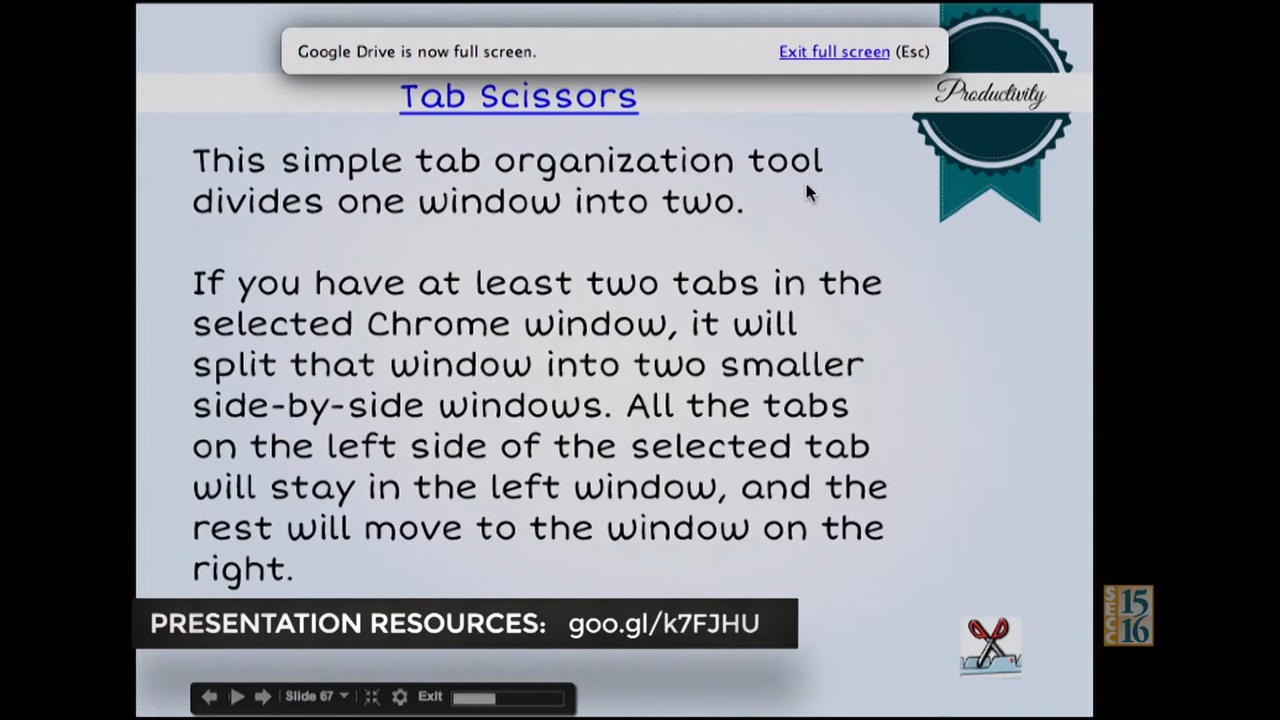 Google Drive is now full screen. Exit full screen (Esc)
Tab Scissors
Productivity
This simple tab organization tool
divides one window into two.
If you have at least two tabs in the
selected Chrome window, it will
split that window into two smaller
side-by-side windows. All the tabs
on the left side of the selected tab
will stay in the left window, and the
rest will move to the window on the
right.
PRESENTATION RESOURCES: goo.gl/k7FJHU
SECC 15 16
Slide 67 Exit